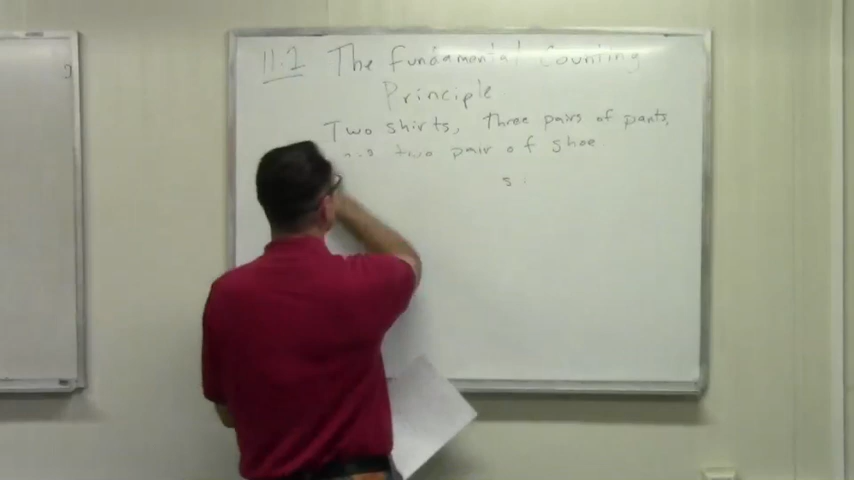 11.1 The Fundamental Counting
Principle
Two shirts, Three pairs of pants,
two pair of shoe
s